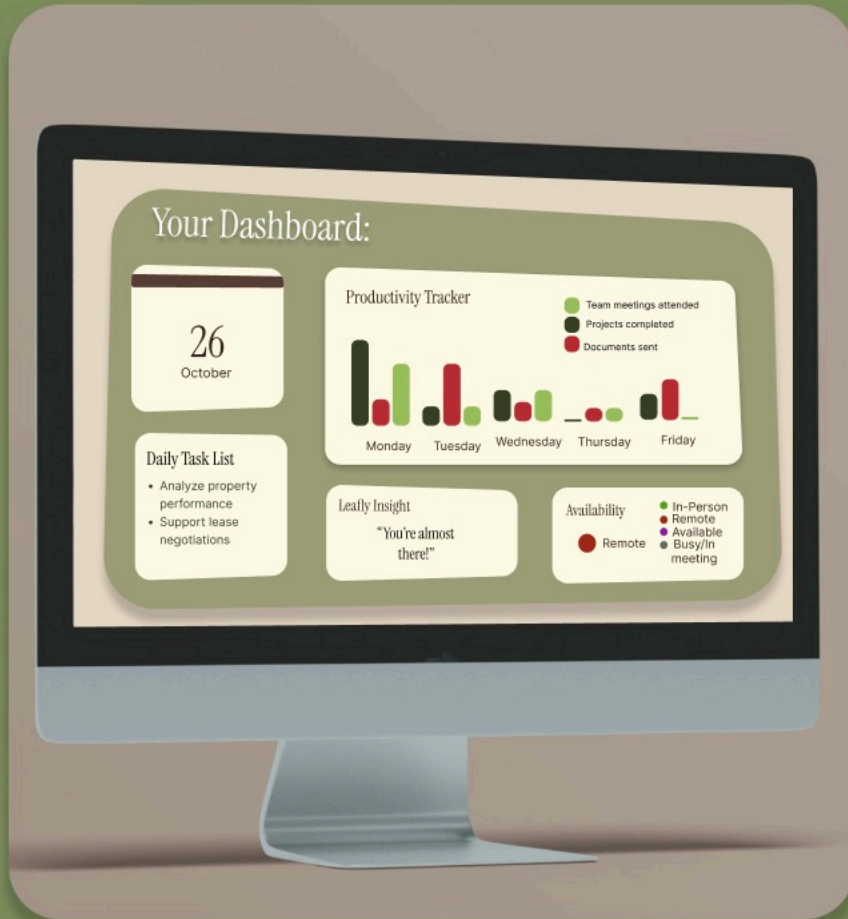 Your Dashboard:
26
October
Daily Task List
• Analyze property
performance
• Support lease
negotiations
Productivity Tracker
Team meetings attended
Projects completed
Documents sent
Monday
Tuesday
Wednesday
Thursday
Friday
Leafly Insight
"You're almost
there!"
Availability
Remote
In-Person
Remote
Available
Busy/In
meeting